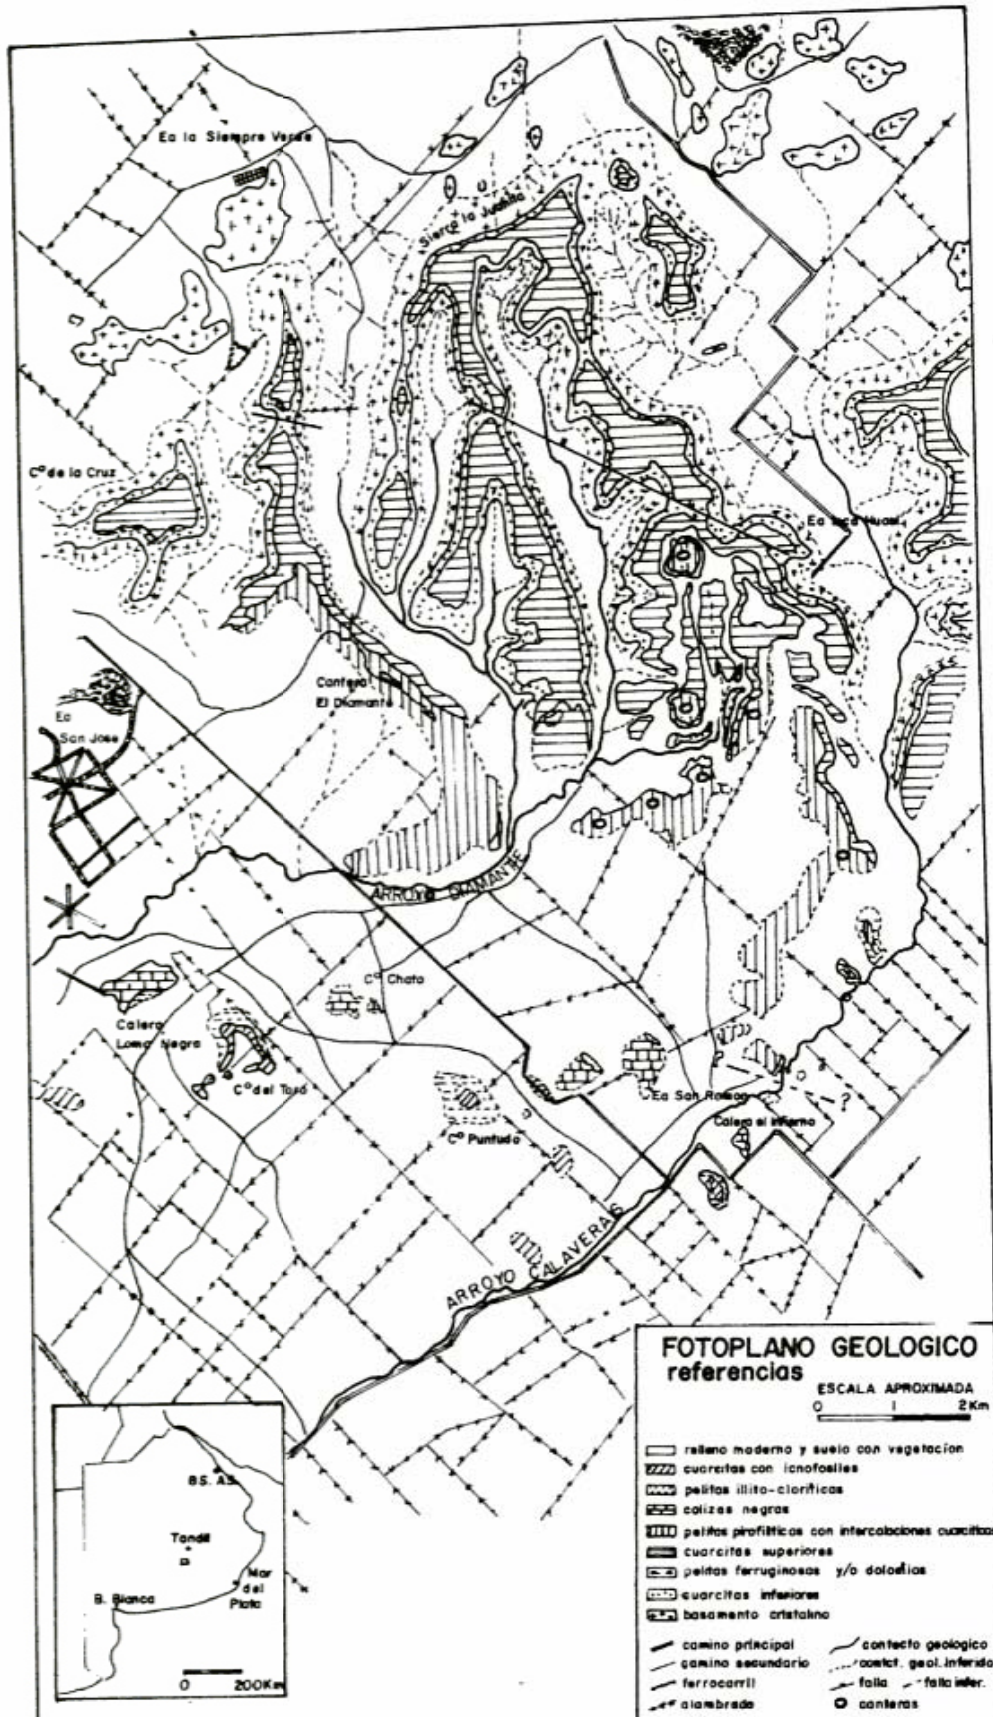 Ea la Siempre Verde
Sierra la Juanita
Cº de la Cruz
Ea Inca Huasi
Cantera
El Diamante
Ea
San Jose
ARROYO DIAMANTE
Cº Chato
Calera
Loma Negra
Cº del Toro
Ea San Ramon
Cº Puntudo
?
?
Calera el Infierno
ARROYO CALAVERAS
FOTOPLANO GEOLOGICO
referencias
ESCALA APROXIMADA
0 1 2Km
relleno moderno y suelo con vegetacion
cuarcitas con icnofosiles
pelitas illito-cloriticas
calizas negras
pelitas pirofiliticas con intercalaciones cuarciticas
cuarcitas superiores
pelitas ferruginosas y/o dolomias
cuarcitas inferiores
basamento cristalino
camino principal
camino secundario
ferrocarril
alambrado
contacto geologico
contct. geol. inferido
falla falla infer.
canteras
BS. AS.
Tandil
Mar
del
Plata
B. Blanca
0 200Km